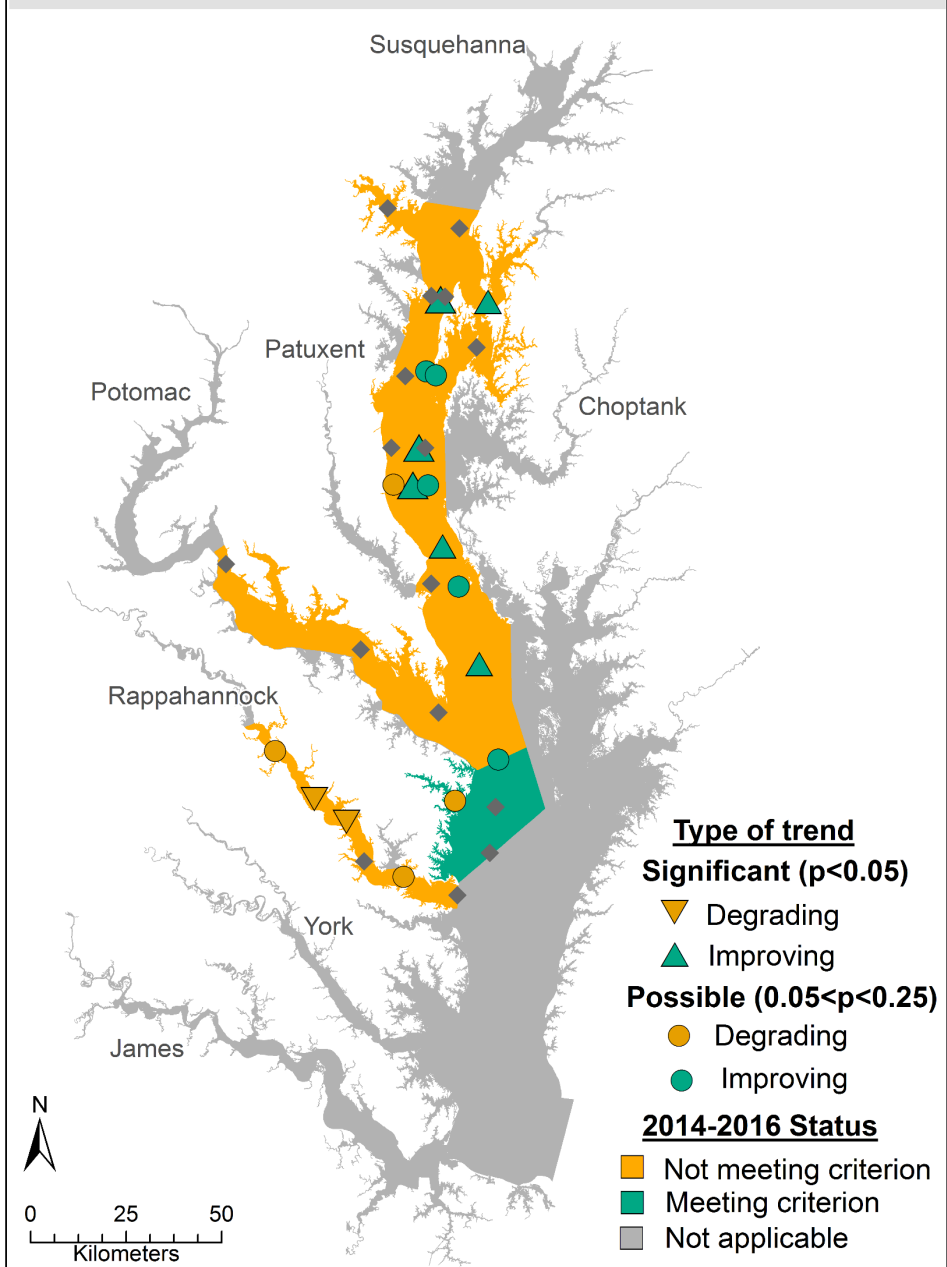 Susquehanna
Patuxent
Potomac
Choptank
Rappahannock
York
James
Type of trend
Significant (p<0.05)
Degrading
Improving
Possible (0.05<p<0.25)
Degrading
Improving
2014-2016 Status
Not meeting criterion
Meeting criterion
Not applicable
N
0 25 50
Kilometers